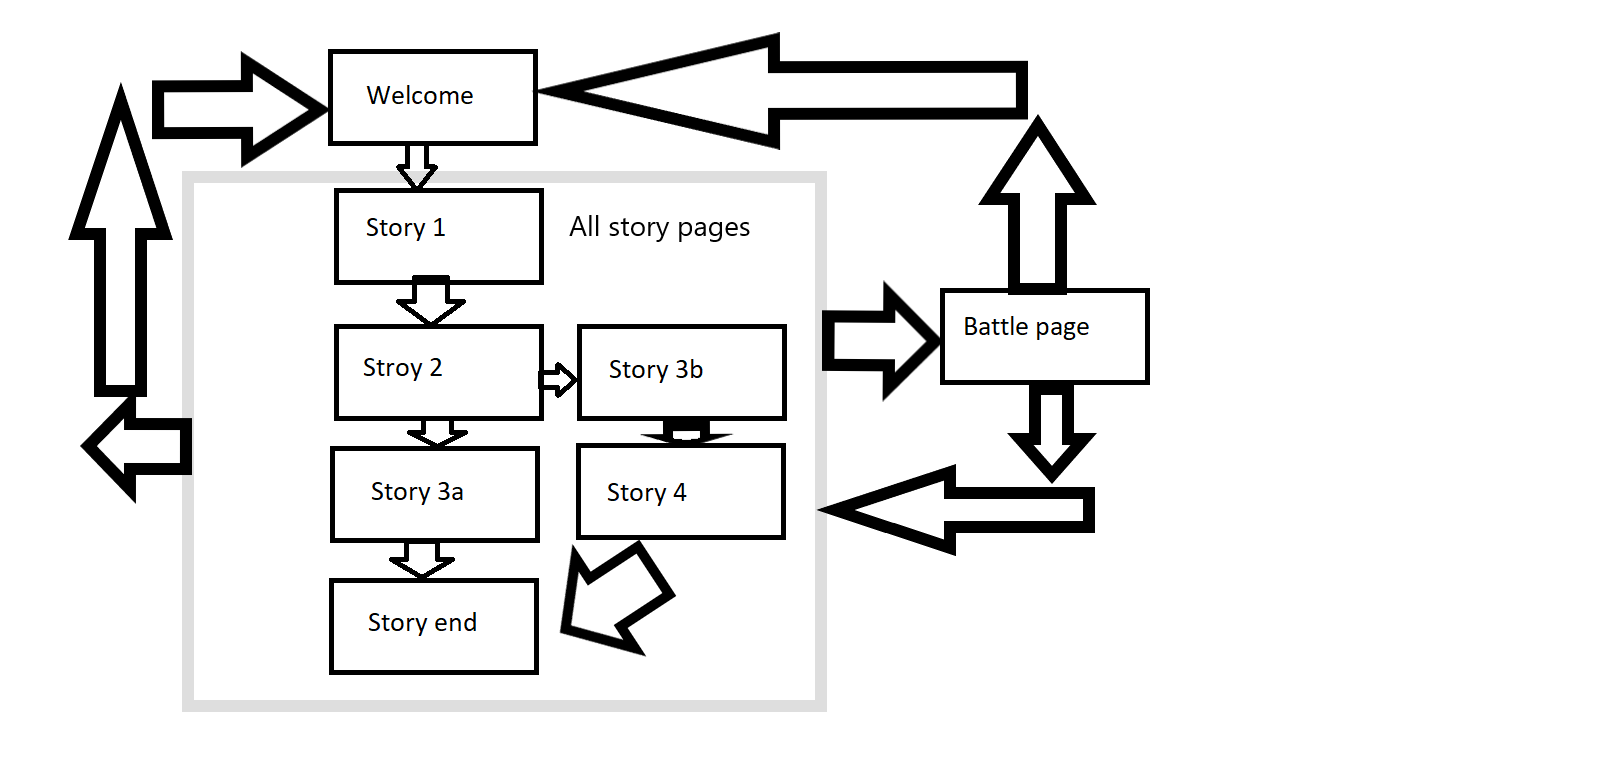 Welcome
Story 1
All story pages
Stroy 2
Story 3b
Battle page
Story 3a
Story 4
Story end